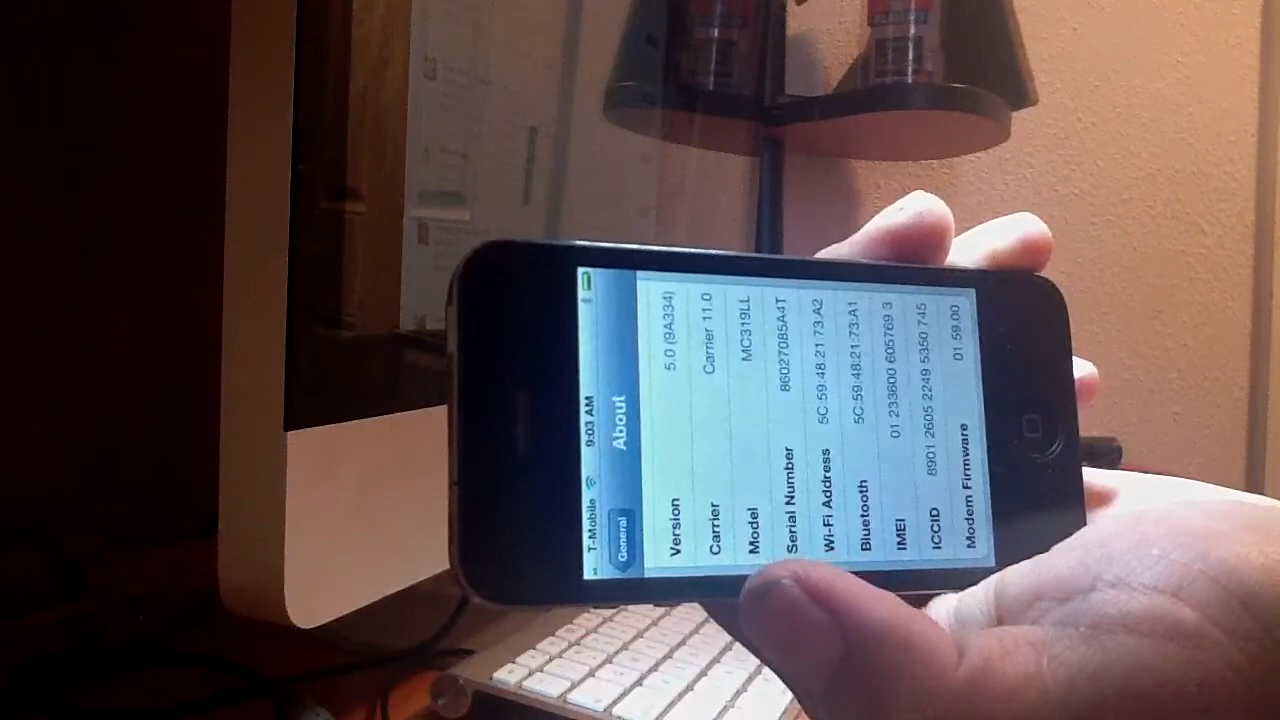 T-Mobile 9:03 AM
General About
Version 5.0 (9A334)
Carrier Carrier 11.0
Model MC319LL
Serial Number 86027085A4T
Wi-Fi Address 5C:59:48:21:73:A2
Bluetooth 5C:59:48:21:73:A1
IMEI 01 233600 605769 3
ICCID 8901 2605 2249 5350 745
Modem Firmware 01.59.00